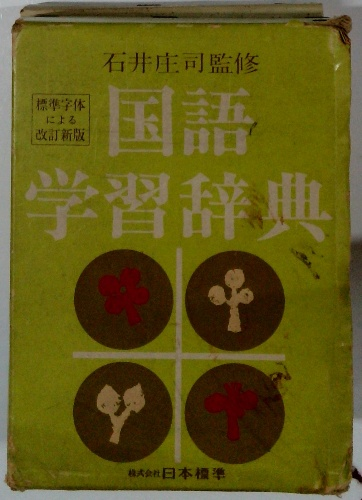 石井庄司監修
標準字体
による
改訂新版
国語
学習辞典
株式会社日本標準